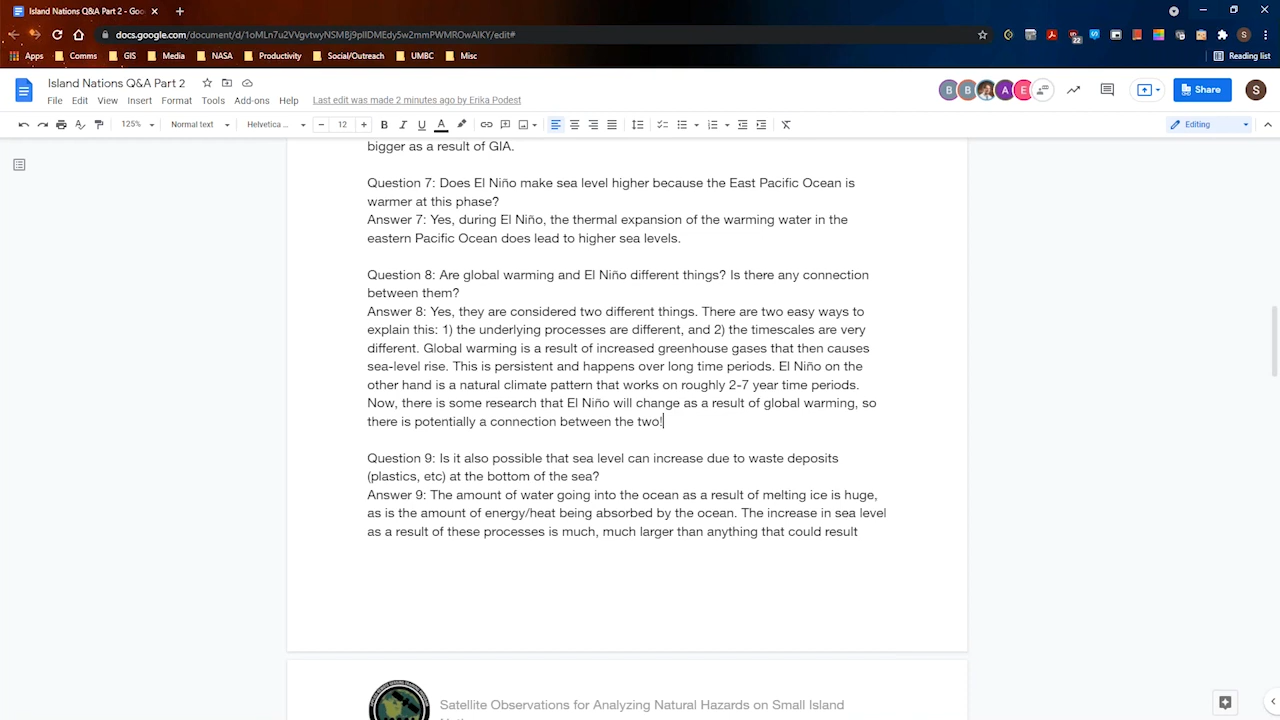 Island Nations Q&A Part 2 - Goo
docs.google.com/document/d/1oMLn7u2VVgvtwyNSMBJ9pIIDMEdy5w2mmPWMROwAIKY/edit#
Apps Comms GIS Media NASA Productivity Social/Outreach UMBC Misc Reading list
Island Nations Q&A Part 2
File Edit View Insert Format Tools Add-ons Help Last edit was made 2 minutes ago by Erika Podest
B B A E Share S
125% Normal text Helvetica ... 12 B I U A Editing
bigger as a result of GIA.
Question 7: Does El Niño make sea level higher because the East Pacific Ocean is
warmer at this phase?
Answer 7: Yes, during El Niño, the thermal expansion of the warming water in the
eastern Pacific Ocean does lead to higher sea levels.
Question 8: Are global warming and El Niño different things? Is there any connection
between them?
Answer 8: Yes, they are considered two different things. There are two easy ways to
explain this: 1) the underlying processes are different, and 2) the timescales are very
different. Global warming is a result of increased greenhouse gases that then causes
sea-level rise. This is persistent and happens over long time periods. El Niño on the
other hand is a natural climate pattern that works on roughly 2-7 year time periods.
Now, there is some research that El Niño will change as a result of global warming, so
there is potentially a connection between the two!
Question 9: Is it also possible that sea level can increase due to waste deposits
(plastics, etc) at the bottom of the sea?
Answer 9: The amount of water going into the ocean as a result of melting ice is huge,
as is the amount of energy/heat being absorbed by the ocean. The increase in sea level
as a result of these processes is much, much larger than anything that could result
Satellite Observations for Analyzing Natural Hazards on Small Island